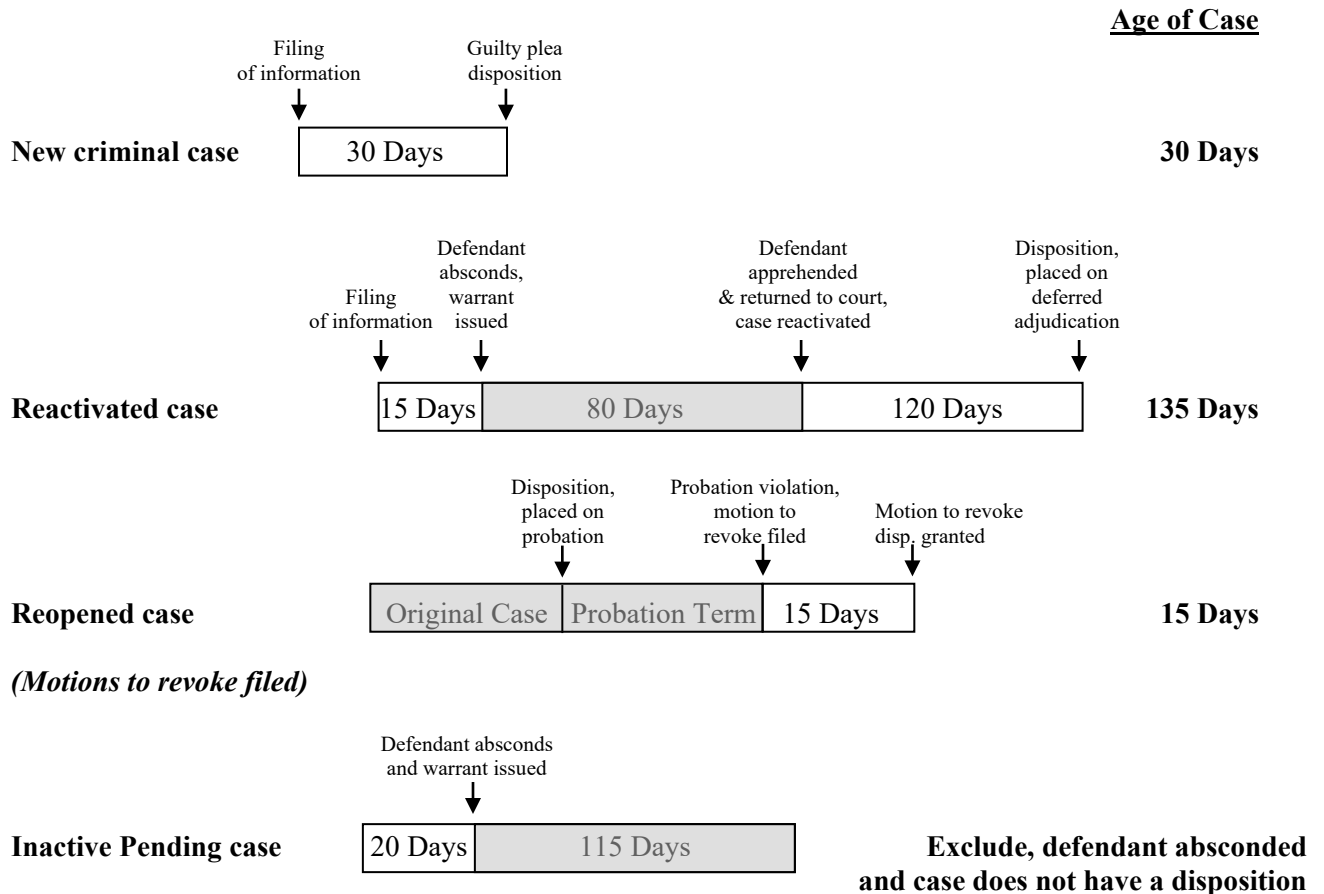 Age of Case
Filing
of information
Guilty plea
disposition
New criminal case
30 Days
30 Days
Filing
of information
Defendant
absconds,
warrant
issued
Defendant
apprehended
& returned to court,
case reactivated
Disposition,
placed on
deferred
adjudication
Reactivated case
15 Days
80 Days
120 Days
135 Days
Disposition,
placed on
probation
Probation violation,
motion to
revoke filed
Motion to revoke
disp. granted
Reopened case
Original Case
Probation Term
15 Days
15 Days
(Motions to revoke filed)
Defendant absconds
and warrant issued
Inactive Pending case
20 Days
115 Days
Exclude, defendant absconded
and case does not have a disposition